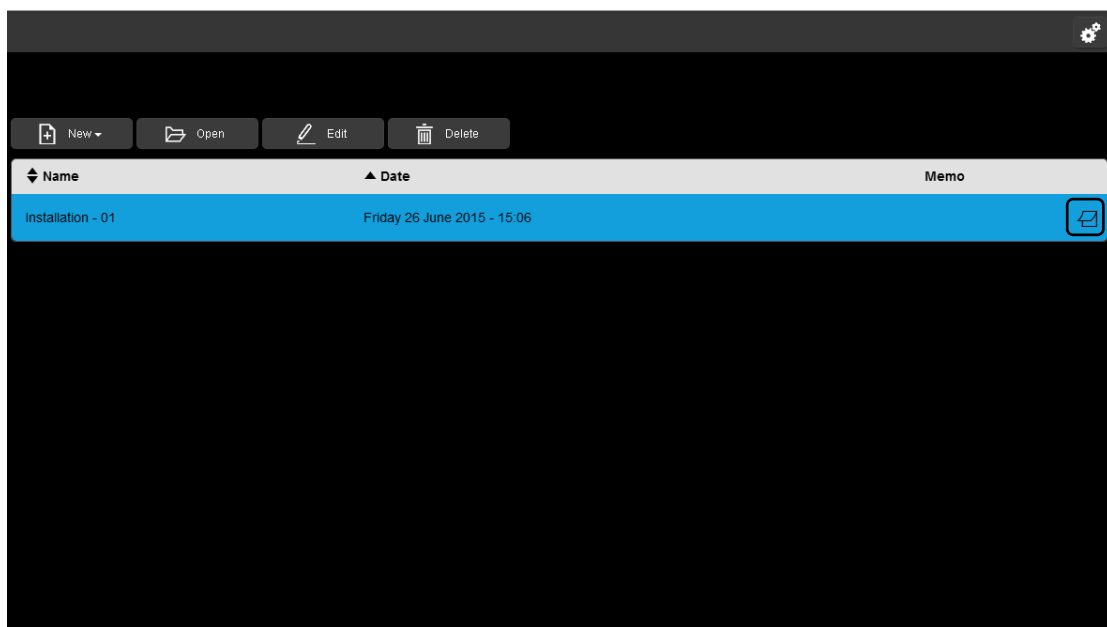 New Open Edit Delete
Name Date Memo
Installation - 01 Friday 26 June 2015 - 15:06